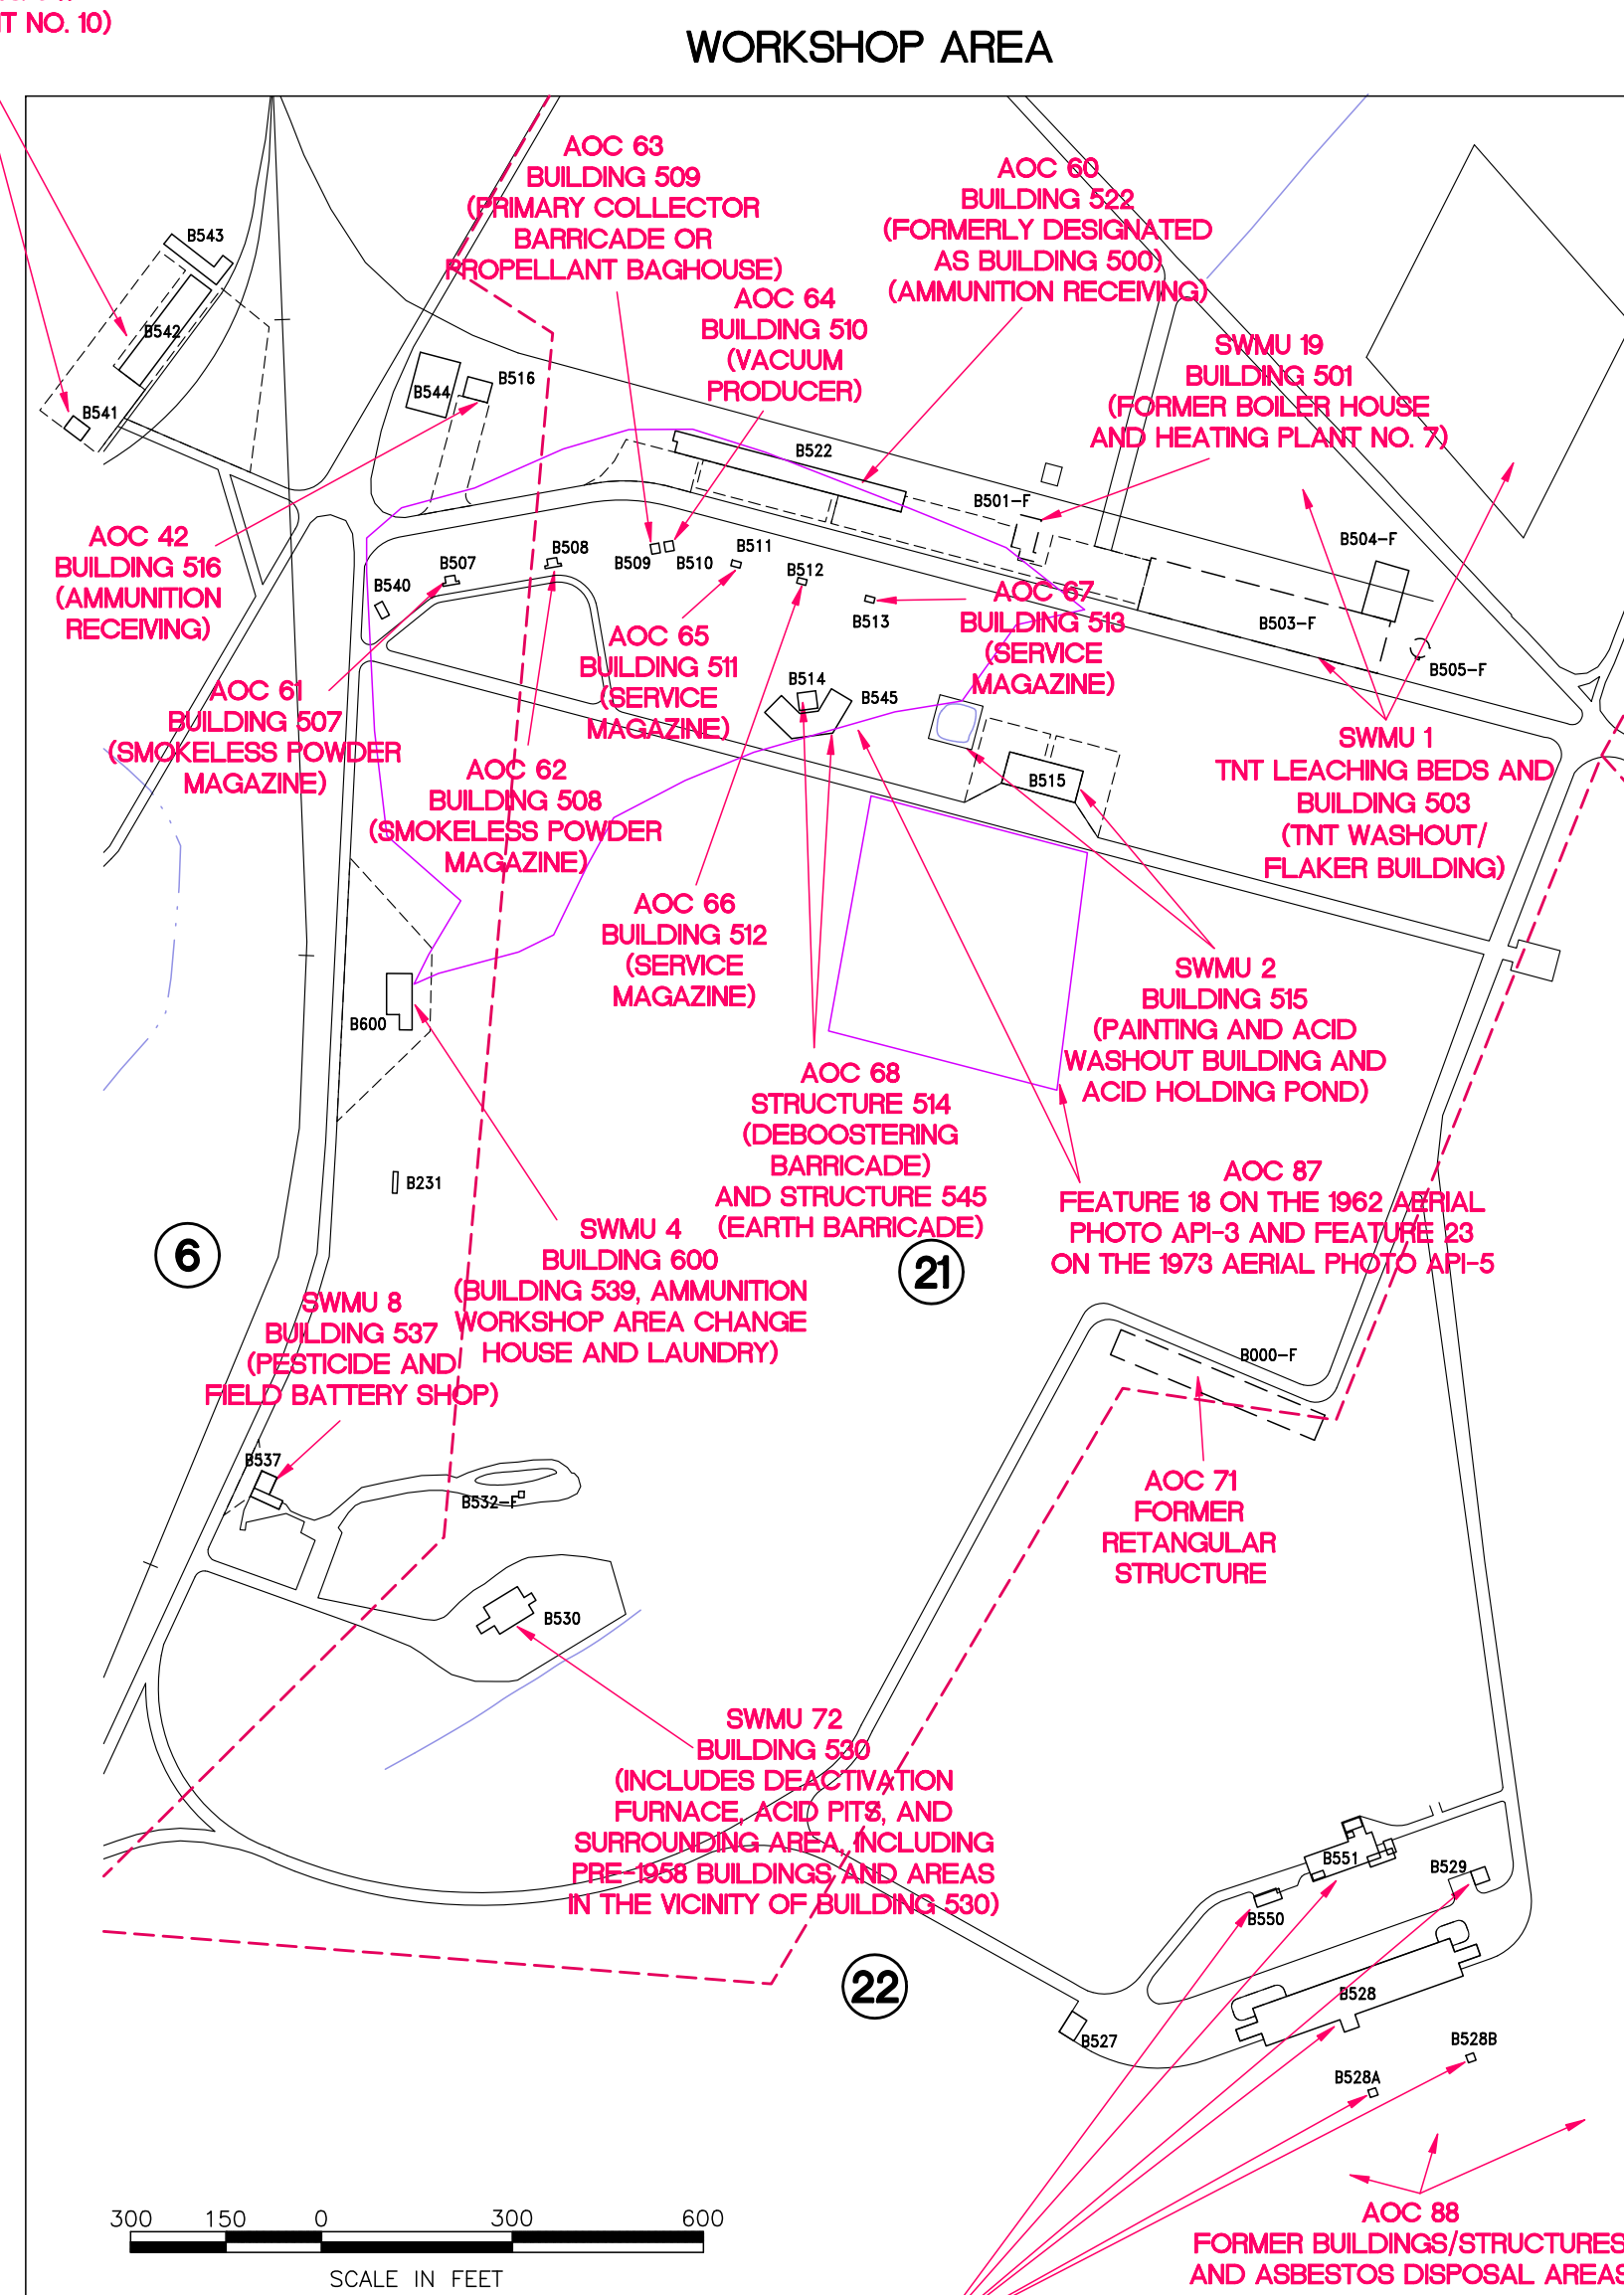 T NO. 10)
WORKSHOP AREA
AOC 63
BUILDING 509
(PRIMARY COLLECTOR
BARRICADE OR
PROPELLANT BAGHOUSE)
AOC 60
BUILDING 522
(FORMERLY DESIGNATED
AS BUILDING 500)
(AMMUNITION RECEIVING)
AOC 64
BUILDING 510
(VACUUM
PRODUCER)
SWMU 19
BUILDING 501
(FORMER BOILER HOUSE
AND HEATING PLANT NO. 7)
B543
B542
B541
B544
B516
B522
B501-F
B504-F
AOC 42
BUILDING 516
(AMMUNITION
RECEIVING)
B507
B508
B509
B510
B511
B512
B540
B513
B503-F
B505-F
AOC 67
BUILDING 513
(SERVICE
MAGAZINE)
AOC 65
BUILDING 511
(SERVICE
MAGAZINE)
AOC 61
BUILDING 507
(SMOKELESS POWDER
MAGAZINE)
B514
B545
B515
SWMU 1
TNT LEACHING BEDS AND
BUILDING 503
(TNT WASHOUT/
FLAKER BUILDING)
AOC 62
BUILDING 508
(SMOKELESS POWDER
MAGAZINE)
AOC 66
BUILDING 512
(SERVICE
MAGAZINE)
SWMU 2
BUILDING 515
(PAINTING AND ACID
WASHOUT BUILDING AND
ACID HOLDING POND)
B600
AOC 68
STRUCTURE 514
(DEBOOSTERING
BARRICADE)
AND STRUCTURE 545
(EARTH BARRICADE)
AOC 87
FEATURE 18 ON THE 1962 AERIAL
PHOTO API-3 AND FEATURE 23
ON THE 1973 AERIAL PHOTO API-5
B231
6
21
SWMU 4
BUILDING 600
(BUILDING 539, AMMUNITION
WORKSHOP AREA CHANGE
HOUSE AND LAUNDRY)
SWMU 8
BUILDING 537
(PESTICIDE AND
FIELD BATTERY SHOP)
B000-F
B537
B532-F
AOC 71
FORMER
RETANGULAR
STRUCTURE
B530
SWMU 72
BUILDING 530
(INCLUDES DEACTIVATION
FURNACE, ACID PITS, AND
SURROUNDING AREA, INCLUDING
PRE-1958 BUILDINGS AND AREAS
IN THE VICINITY OF BUILDING 530)
B551
B529
B550
22
B528
B527
B528B
B528A
AOC 88
FORMER BUILDINGS/STRUCTURES
AND ASBESTOS DISPOSAL AREAS
300 150 0 300 600
SCALE IN FEET